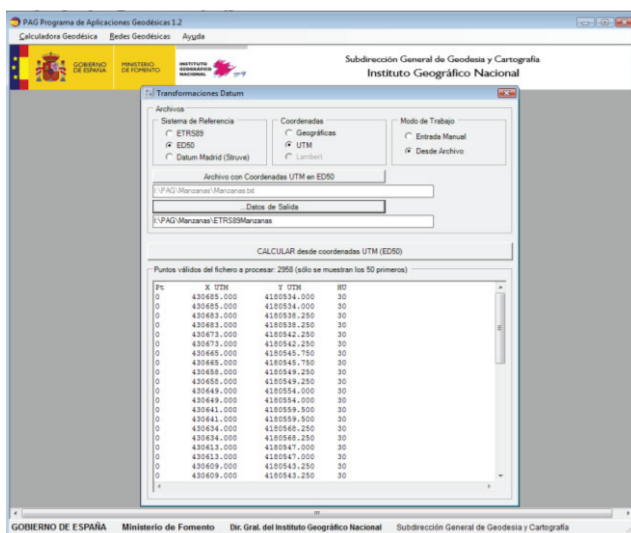 PAG Programa de Aplicaciones Geodésicas 1.2
Calculadora Geodésica Redes Geodésicas Ayuda
GOBIERNO DE ESPAÑA
MINISTERIO DE FOMENTO
INSTITUTO GEOGRÁFICO NACIONAL
Subdirección General de Geodesia y Cartografía
Instituto Geográfico Nacional
Transformaciones Datum
Archivos
Sistema de Referencia
ETRS89
ED50
Datum Madrid (Struve)
Coordenadas
Geográficas
UTM
Lambert
Modo de Trabajo
Entrada Manual
Desde Archivo
Archivo con Coordenadas UTM en ED50
I:\PAG\Manzanas\Manzanas.txt
...Datos de Salida
I:\PAG\Manzanas\ETRS89Manzanas
CALCULAR desde coordenadas UTM (ED50)
Puntos válidos del fichero a procesar: 2958 (sólo se muestran los 50 primeros)
Pt X UTM Y UTM HU
0 430685.000 4180534.000 30
0 430685.000 4180534.000 30
0 430683.000 4180538.250 30
0 430683.000 4180538.250 30
0 430673.000 4180542.250 30
0 430673.000 4180542.250 30
0 430665.000 4180545.750 30
0 430665.000 4180545.750 30
0 430658.000 4180549.250 30
0 430658.000 4180549.250 30
0 430649.000 4180554.000 30
0 430649.000 4180554.000 30
0 430641.000 4180559.500 30
0 430641.000 4180559.500 30
0 430634.000 4180568.250 30
0 430634.000 4180568.250 30
0 430613.000 4180547.000 30
0 430613.000 4180547.000 30
0 430609.000 4180543.250 30
0 430609.000 4180543.250 30
GOBIERNO DE ESPAÑA Ministerio de Fomento Dir. Gral. del Instituto Geográfico Nacional Subdirección General de Geodesia y Cartografía